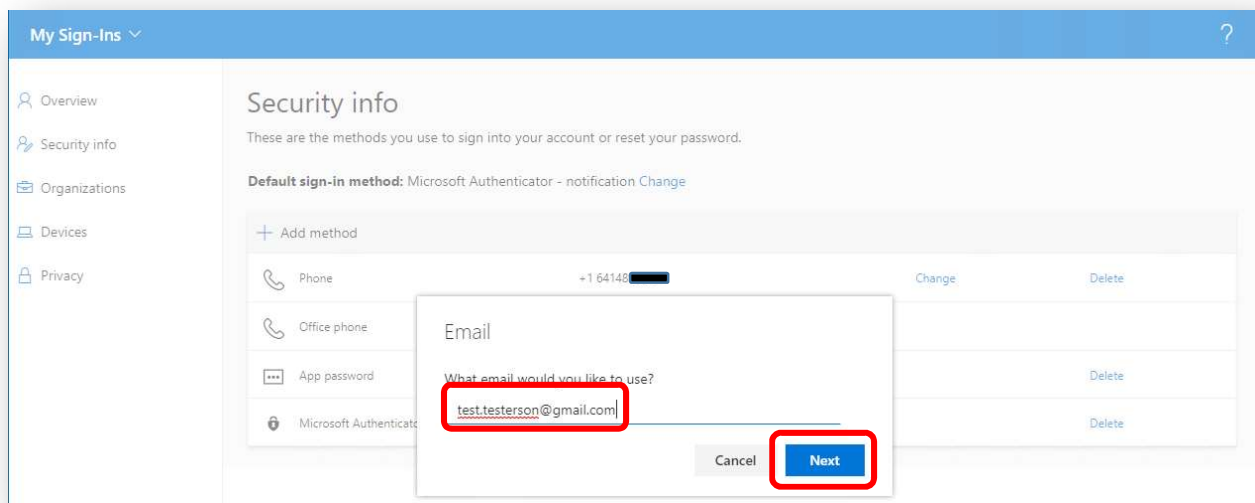 My Sign-Ins
?
Overview
Security info
Organizations
Devices
Privacy
Security info
These are the methods you use to sign into your account or reset your password.
Default sign-in method: Microsoft Authenticator - notification Change
+ Add method
Phone +1 64148 Change Delete
Office phone
App password Delete
Microsoft Authenticato Delete
Email
What email would you like to use?
test.testerson@gmail.com
Cancel Next